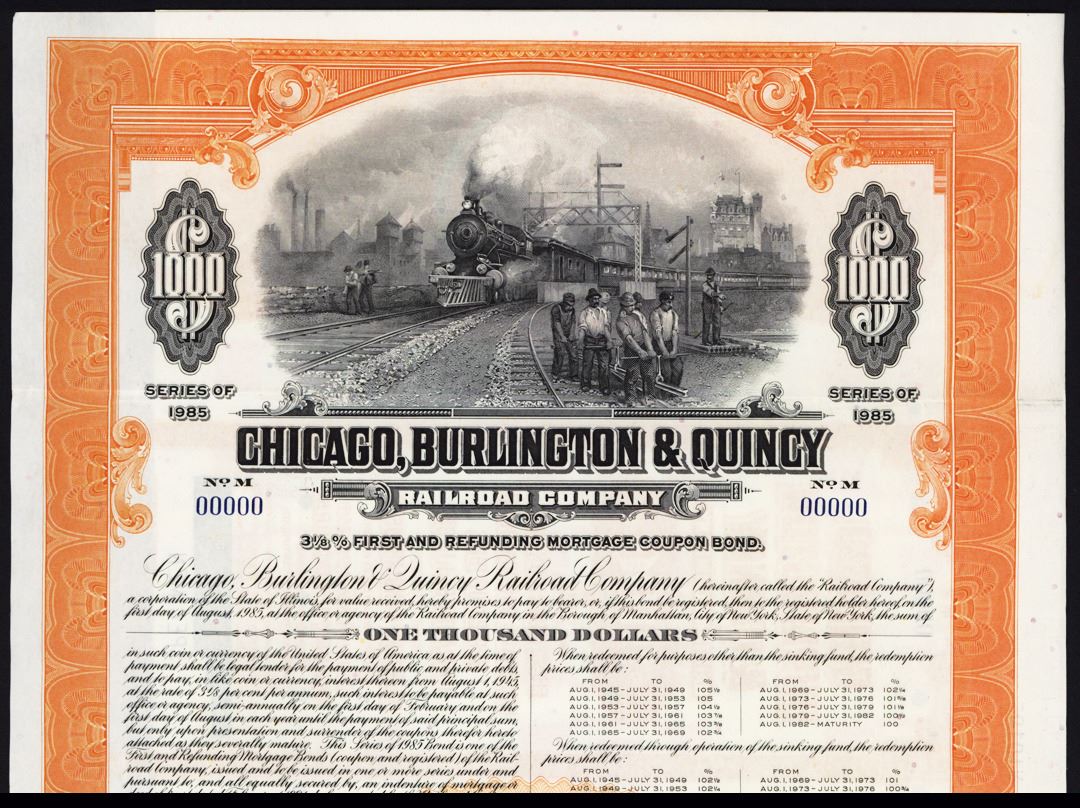 1000
1000
SERIES OF
1985
SERIES OF
1985
CHICAGO, BURLINGTON & QUINCY
RAILROAD COMPANY
Nº M
00000
Nº M
00000
3⅛% FIRST AND REFUNDING MORTGAGE COUPON BOND.
Chicago, Burlington & Quincy Railroad Company (hereinafter called the "Railroad Company"),
a corporation of the State of Illinois, for value received, hereby promises to pay to bearer, or, if this bond be registered, then to the registered holder hereof, on the
first day of August, 1985, at the office or agency of the Railroad Company in the Borough of Manhattan, City of New York, State of New York, the sum of
ONE THOUSAND DOLLARS
in such coin or currency of the United States of America as at the time of
payment shall be legal tender for the payment of public and private debts,
and to pay, in like coin or currency, interest thereon from August 1, 1945,
at the rate of 3⅛ per cent per annum, such interest to be payable at such
office or agency, semi-annually on the first day of February and on the
first day of August in each year until the payment of said principal sum,
but only upon presentation and surrender of the coupons therefor hereto
attached as they severally mature. This Series of 1985 Bond is one of the
First and Refunding Mortgage Bonds (coupon and registered) of the Rail-
road Company, issued and to be issued in one or more series under and
pursuant to, and all equally secured by, an indenture of mortgage or
When redeemed for purposes other than the sinking fund, the redemption
prices shall be:
FROM TO %
AUG. 1, 1945 – JULY 31, 1949 105½
AUG. 1, 1949 – JULY 31, 1953 105
AUG. 1, 1953 – JULY 31, 1957 104½
AUG. 1, 1957 – JULY 31, 1961
AUG. 1, 1961 – JULY 31, 1965
AUG. 1, 1965 – JULY 31, 1969 102¾
FROM TO %
AUG. 1, 1969 – JULY 31, 1973 102¼
AUG. 1, 1973 – JULY 31, 1976
AUG. 1, 1976 – JULY 31, 1979
AUG. 1, 1979 – JULY 31, 1982
AUG. 1, 1982 – MATURITY 100
When redeemed through operation of the sinking fund, the redemption
prices shall be:
FROM TO %
AUG. 1, 1945 – JULY 31, 1949 102½
AUG. 1, 1949 – JULY 31, 1953 102¼
FROM TO %
AUG. 1, 1969 – JULY 31, 1973 101
AUG. 1, 1973 – JULY 31, 1976 100¾